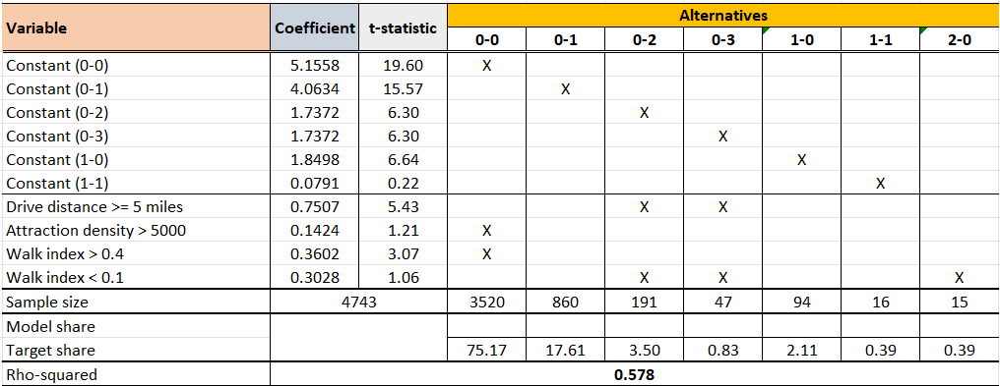 Variable Coefficient t-statistic Alternatives
0-0 0-1 0-2 0-3 1-0 1-1 2-0
Constant (0-0) 5.1558 19.60 X
Constant (0-1) 4.0634 15.57 X
Constant (0-2) 1.7372 6.30 X
Constant (0-3) 1.7372 6.30 X
Constant (1-0) 1.8498 6.64 X
Constant (1-1) 0.0791 0.22 X
Drive distance >= 5 miles 0.7507 5.43 X X
Attraction density > 5000 0.1424 1.21 X
Walk index > 0.4 0.3602 3.07 X
Walk index < 0.1 0.3028 1.06 X X X
Sample size 4743 3520 860 191 47 94 16 15
Model share
Target share 75.17 17.61 3.50 0.83 2.11 0.39 0.39
Rho-squared 0.578